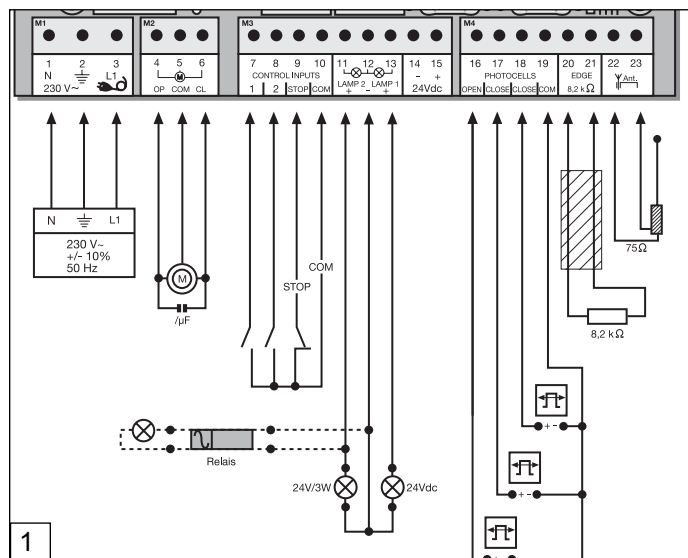 M1 M2 M3 M4
1 2 3 4 5 6 7 8 9 10 11 12 13 14 15 16 17 18 19 20 21 22 23
N L1 M CONTROL INPUTS - + PHOTOCELLS EDGE Ant.
230 V~ OP COM CL 1 2 STOP COM LAMP 2 LAMP 1 24Vdc OPEN CLOSE CLOSE COM 8,2 kΩ
+ - +
N L1
230 V~
+/- 10%
50 Hz
M
/µF
COM
STOP
75Ω
8,2 kΩ
+ -
Relais
24V/3W 24Vdc
+ -
+ -
1